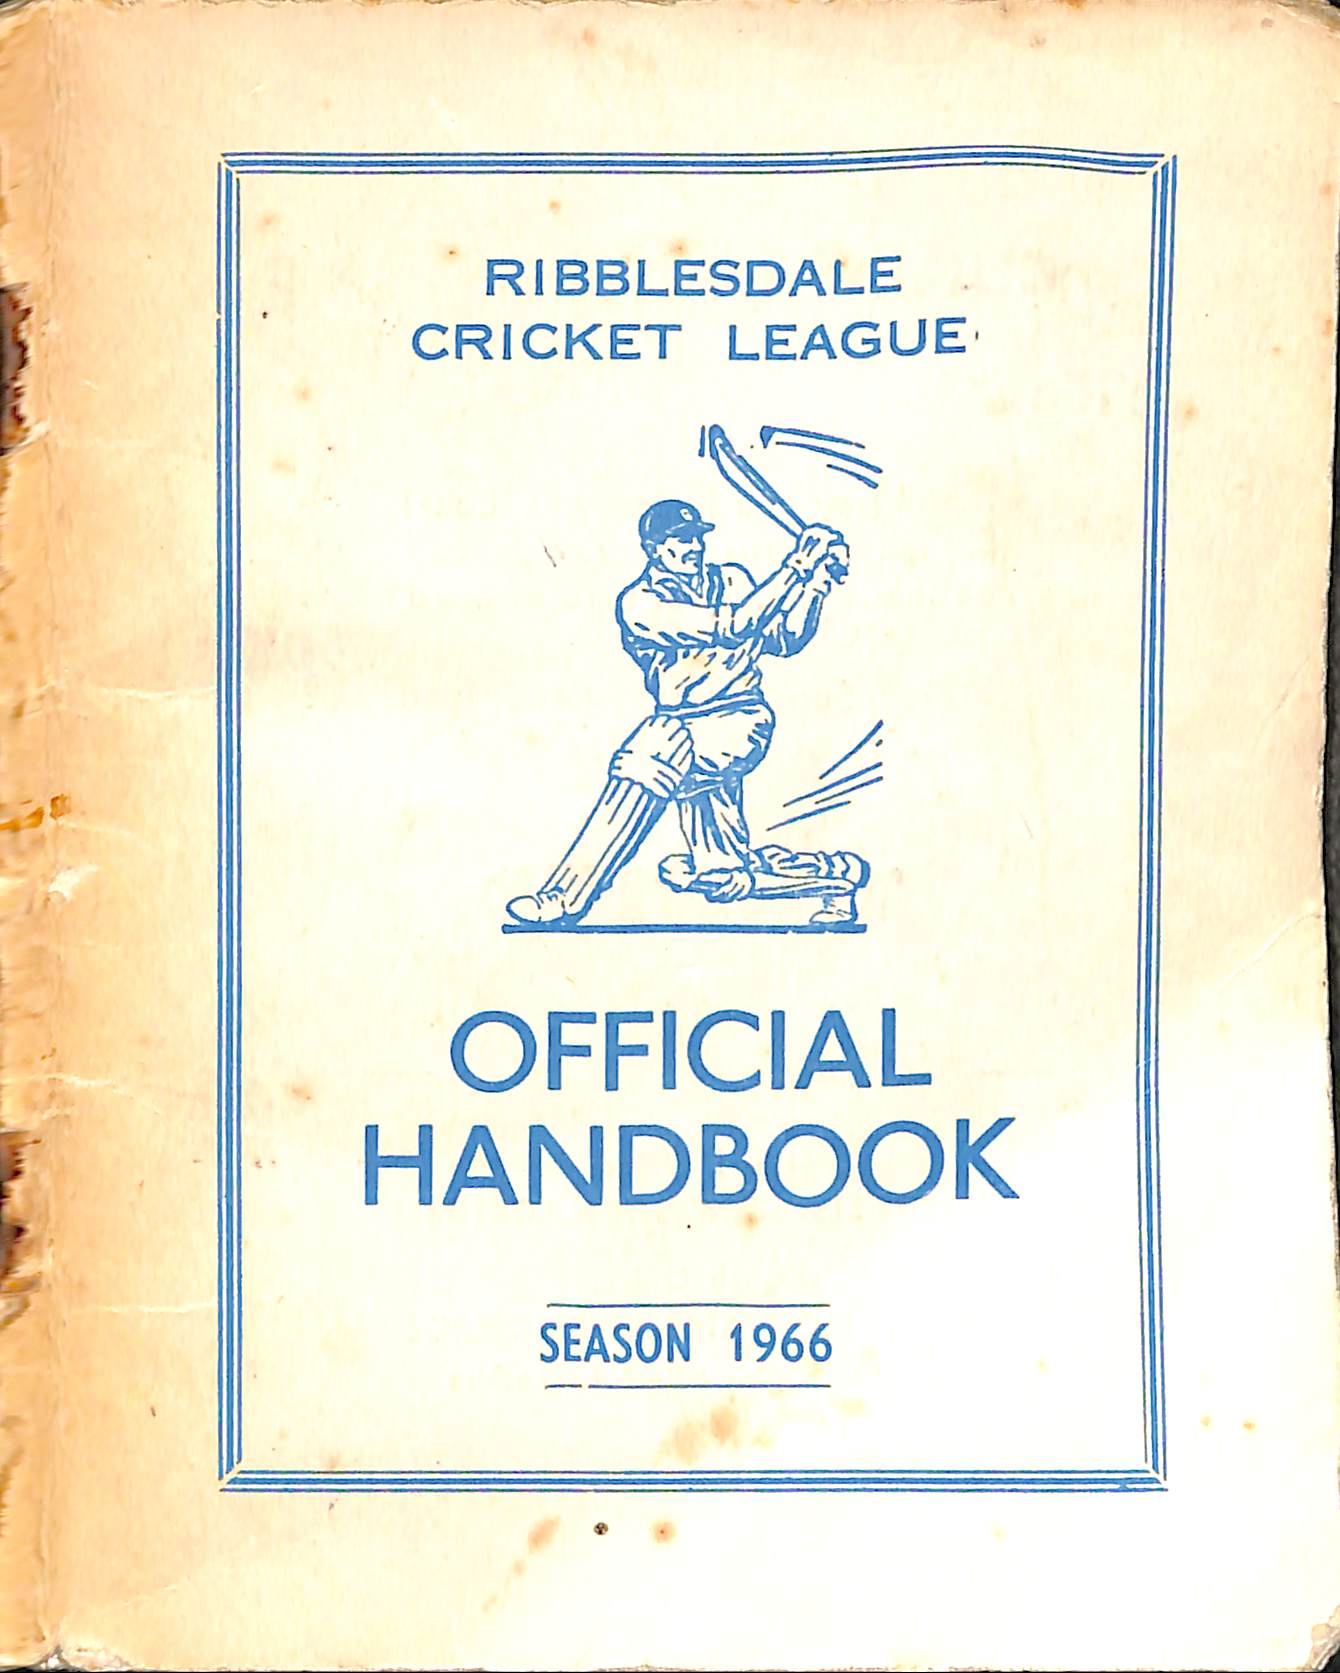 RIBBLESDALE
CRICKET LEAGUE
OFFICIAL
HANDBOOK
SEASON 1966